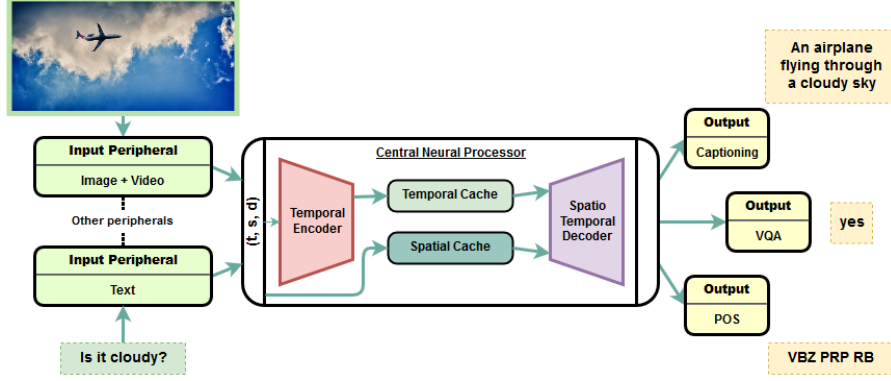 Input Peripheral
Image + Video
Other peripherals
Input Peripheral
Text
Is it cloudy?
(t, s, d)
Central Neural Processor
Temporal
Encoder
Temporal Cache
Spatial Cache
Spatio
Temporal
Decoder
An airplane
flying through
a cloudy sky
Output
Captioning
Output
VQA
yes
Output
POS
VBZ PRP RB